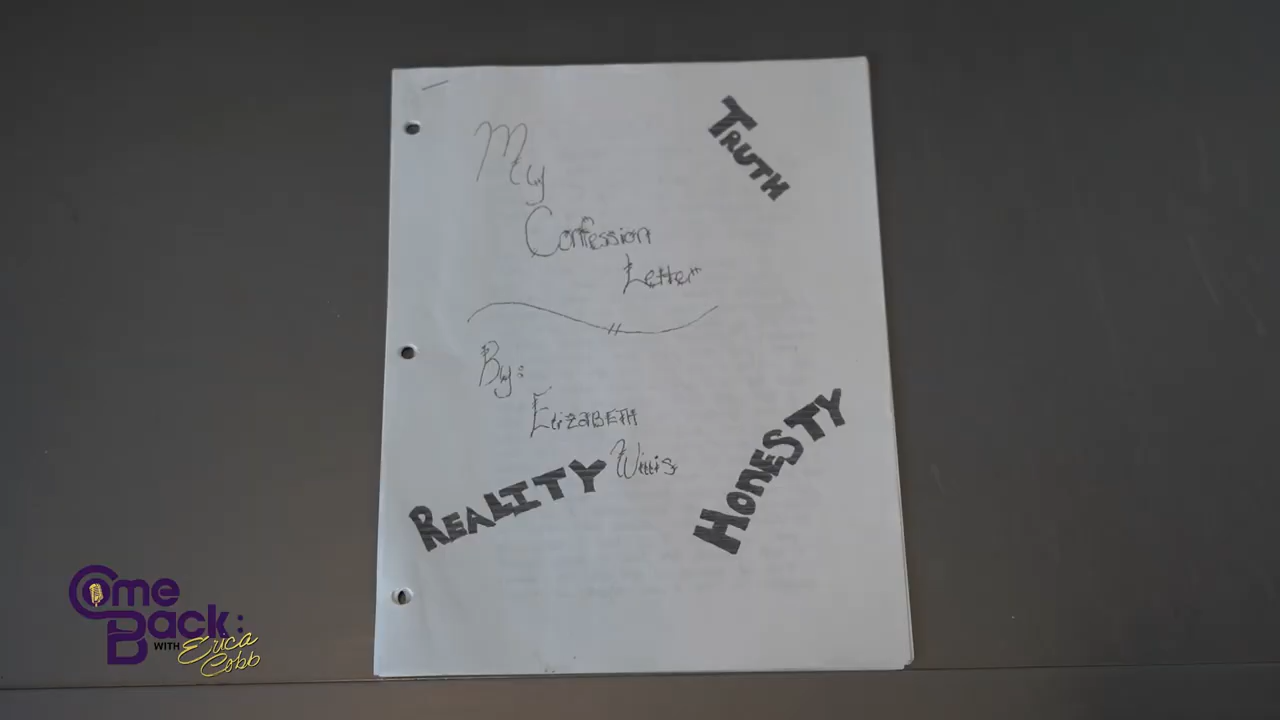 My
Confession
Letter
TRUTH
By:
Elizabeth
Willis
REALITY
HONESTY
Come
Back:
WITH Erica
Cobb